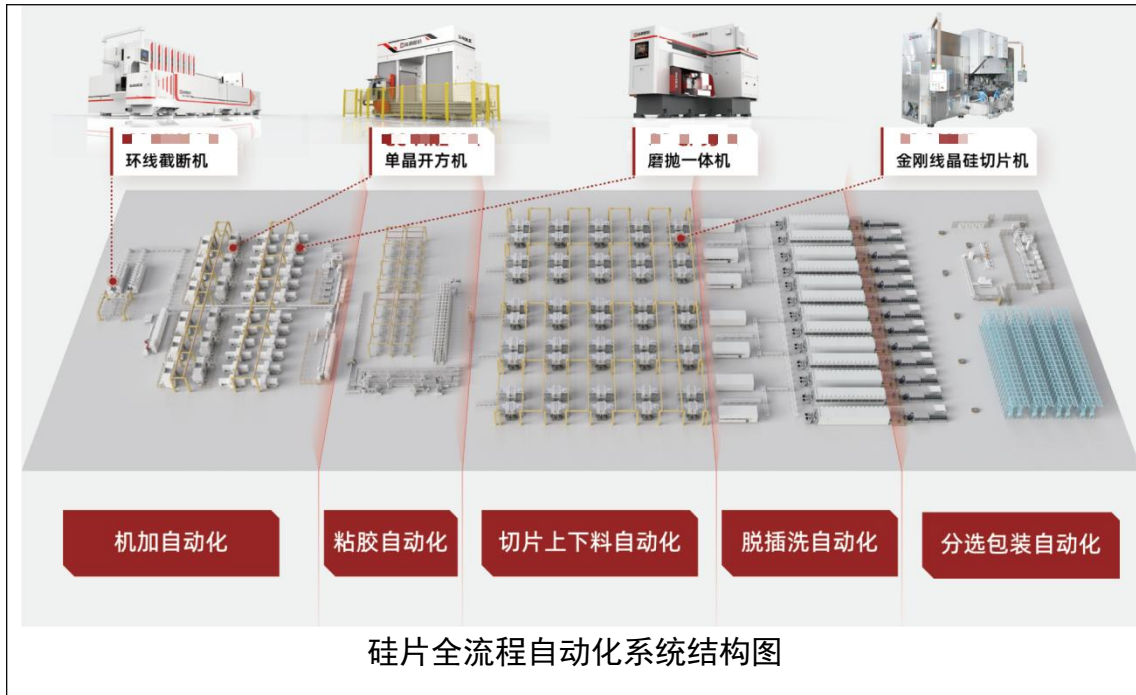 环线截断机
单晶开方机
磨抛一体机
金刚线晶硅切片机
机加自动化
粘胶自动化
切片上下料自动化
脱插洗自动化
分选包装自动化
硅片全流程自动化系统结构图